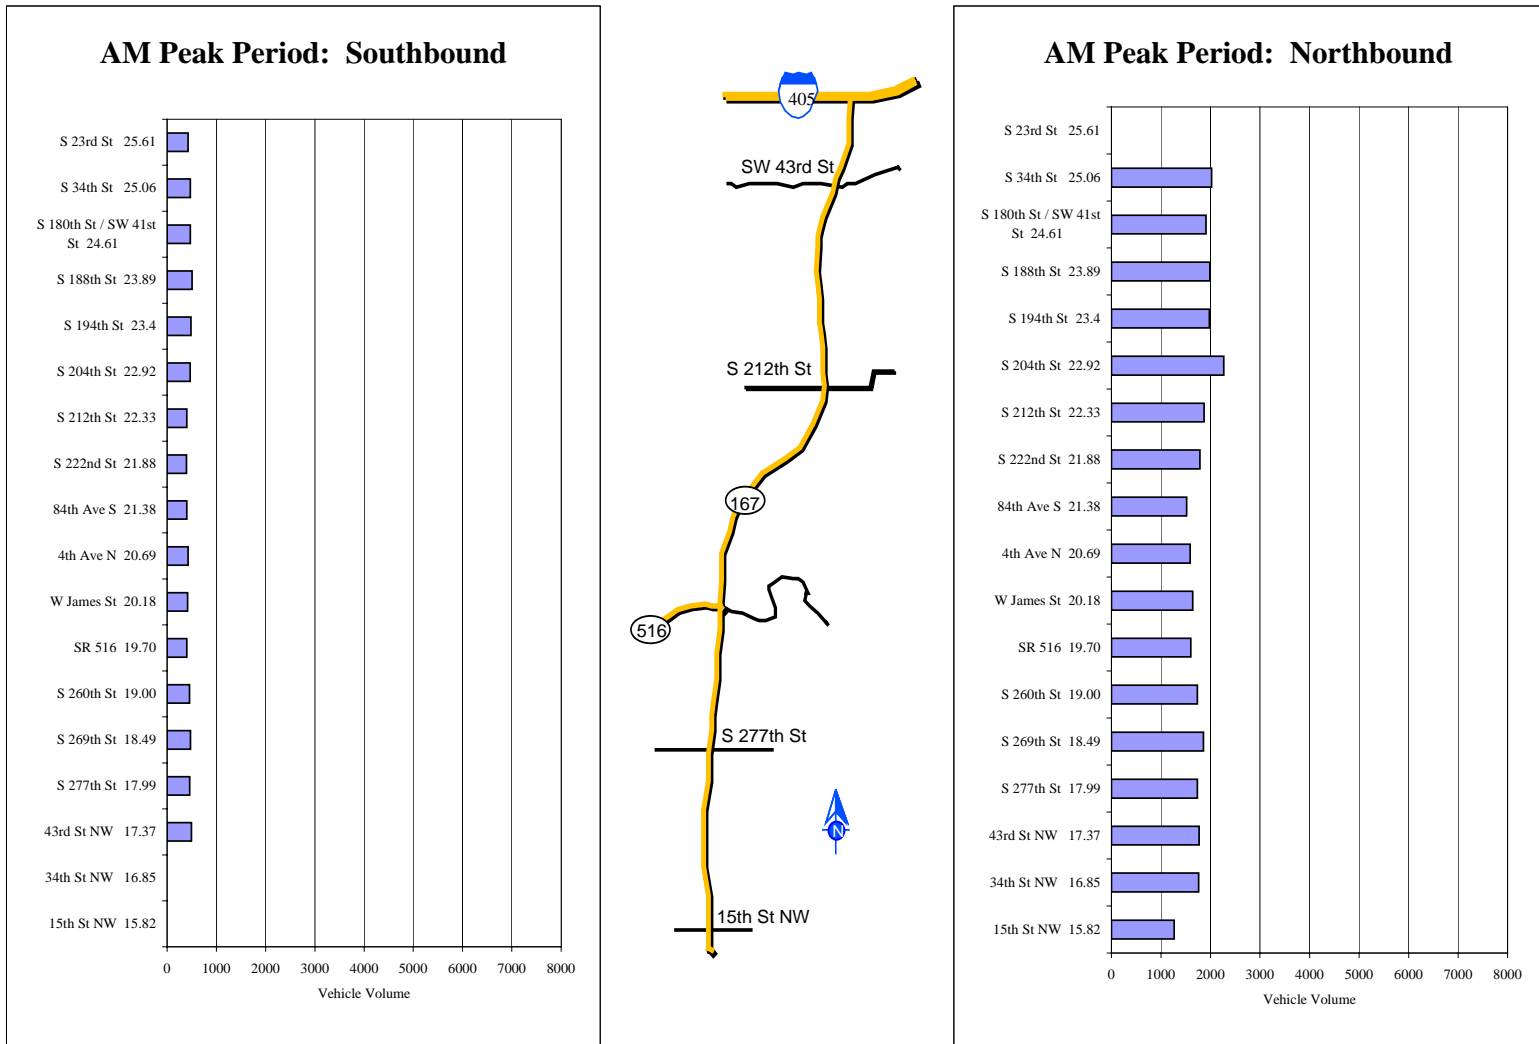 AM Peak Period:  Southbound
S 23rd St   25.61
S 34th St   25.06
S 180th St / SW 41st
St  24.61
S 188th St  23.89
S 194th St  23.4
S 204th St  22.92
S 212th St  22.33
S 222nd St  21.88
84th Ave S  21.38
4th Ave N  20.69
W James St  20.18
SR 516  19.70
S 260th St  19.00
S 269th St  18.49
S 277th St  17.99
43rd St NW   17.37
34th St NW   16.85
15th St NW  15.82
0 1000 2000 3000 4000 5000 6000 7000 8000
Vehicle Volume
405
SW 43rd St
S 212th St
167
516
S 277th St
N
15th St NW
AM Peak Period:  Northbound
S 23rd St   25.61
S 34th St   25.06
S 180th St / SW 41st
St  24.61
S 188th St  23.89
S 194th St  23.4
S 204th St  22.92
S 212th St  22.33
S 222nd St  21.88
84th Ave S  21.38
4th Ave N  20.69
W James St  20.18
SR 516  19.70
S 260th St  19.00
S 269th St  18.49
S 277th St  17.99
43rd St NW   17.37
34th St NW   16.85
15th St NW  15.82
0 1000 2000 3000 4000 5000 6000 7000 8000
Vehicle Volume